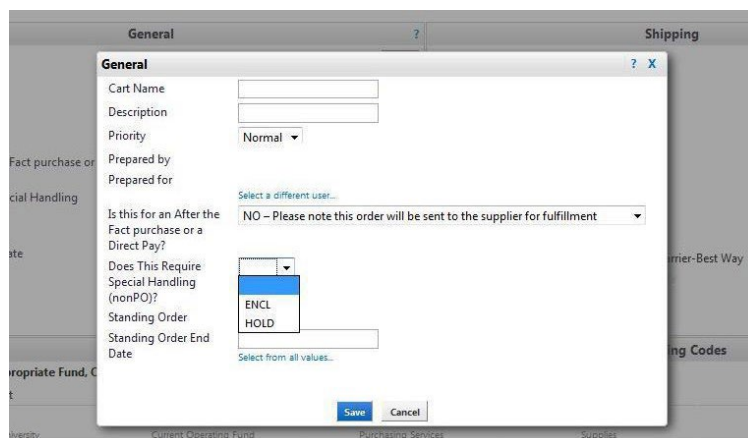 General ?
Shipping
General ? X
Cart Name
Description
Priority Normal
Prepared by
Fact purchase or
Prepared for
cial Handling
Select a different user...
Is this for an After the
Fact purchase or a
Direct Pay?
NO – Please note this order will be sent to the supplier for fulfillment
ate
rrier-Best Way
Does This Require
Special Handling
(nonPO)?
ENCL
HOLD
Standing Order
Standing Order End
Date
Select from all values...
ng Codes
ropriate Fund, C
t
Save Cancel
iversity Current Operating Fund Purchasing Services Supplies